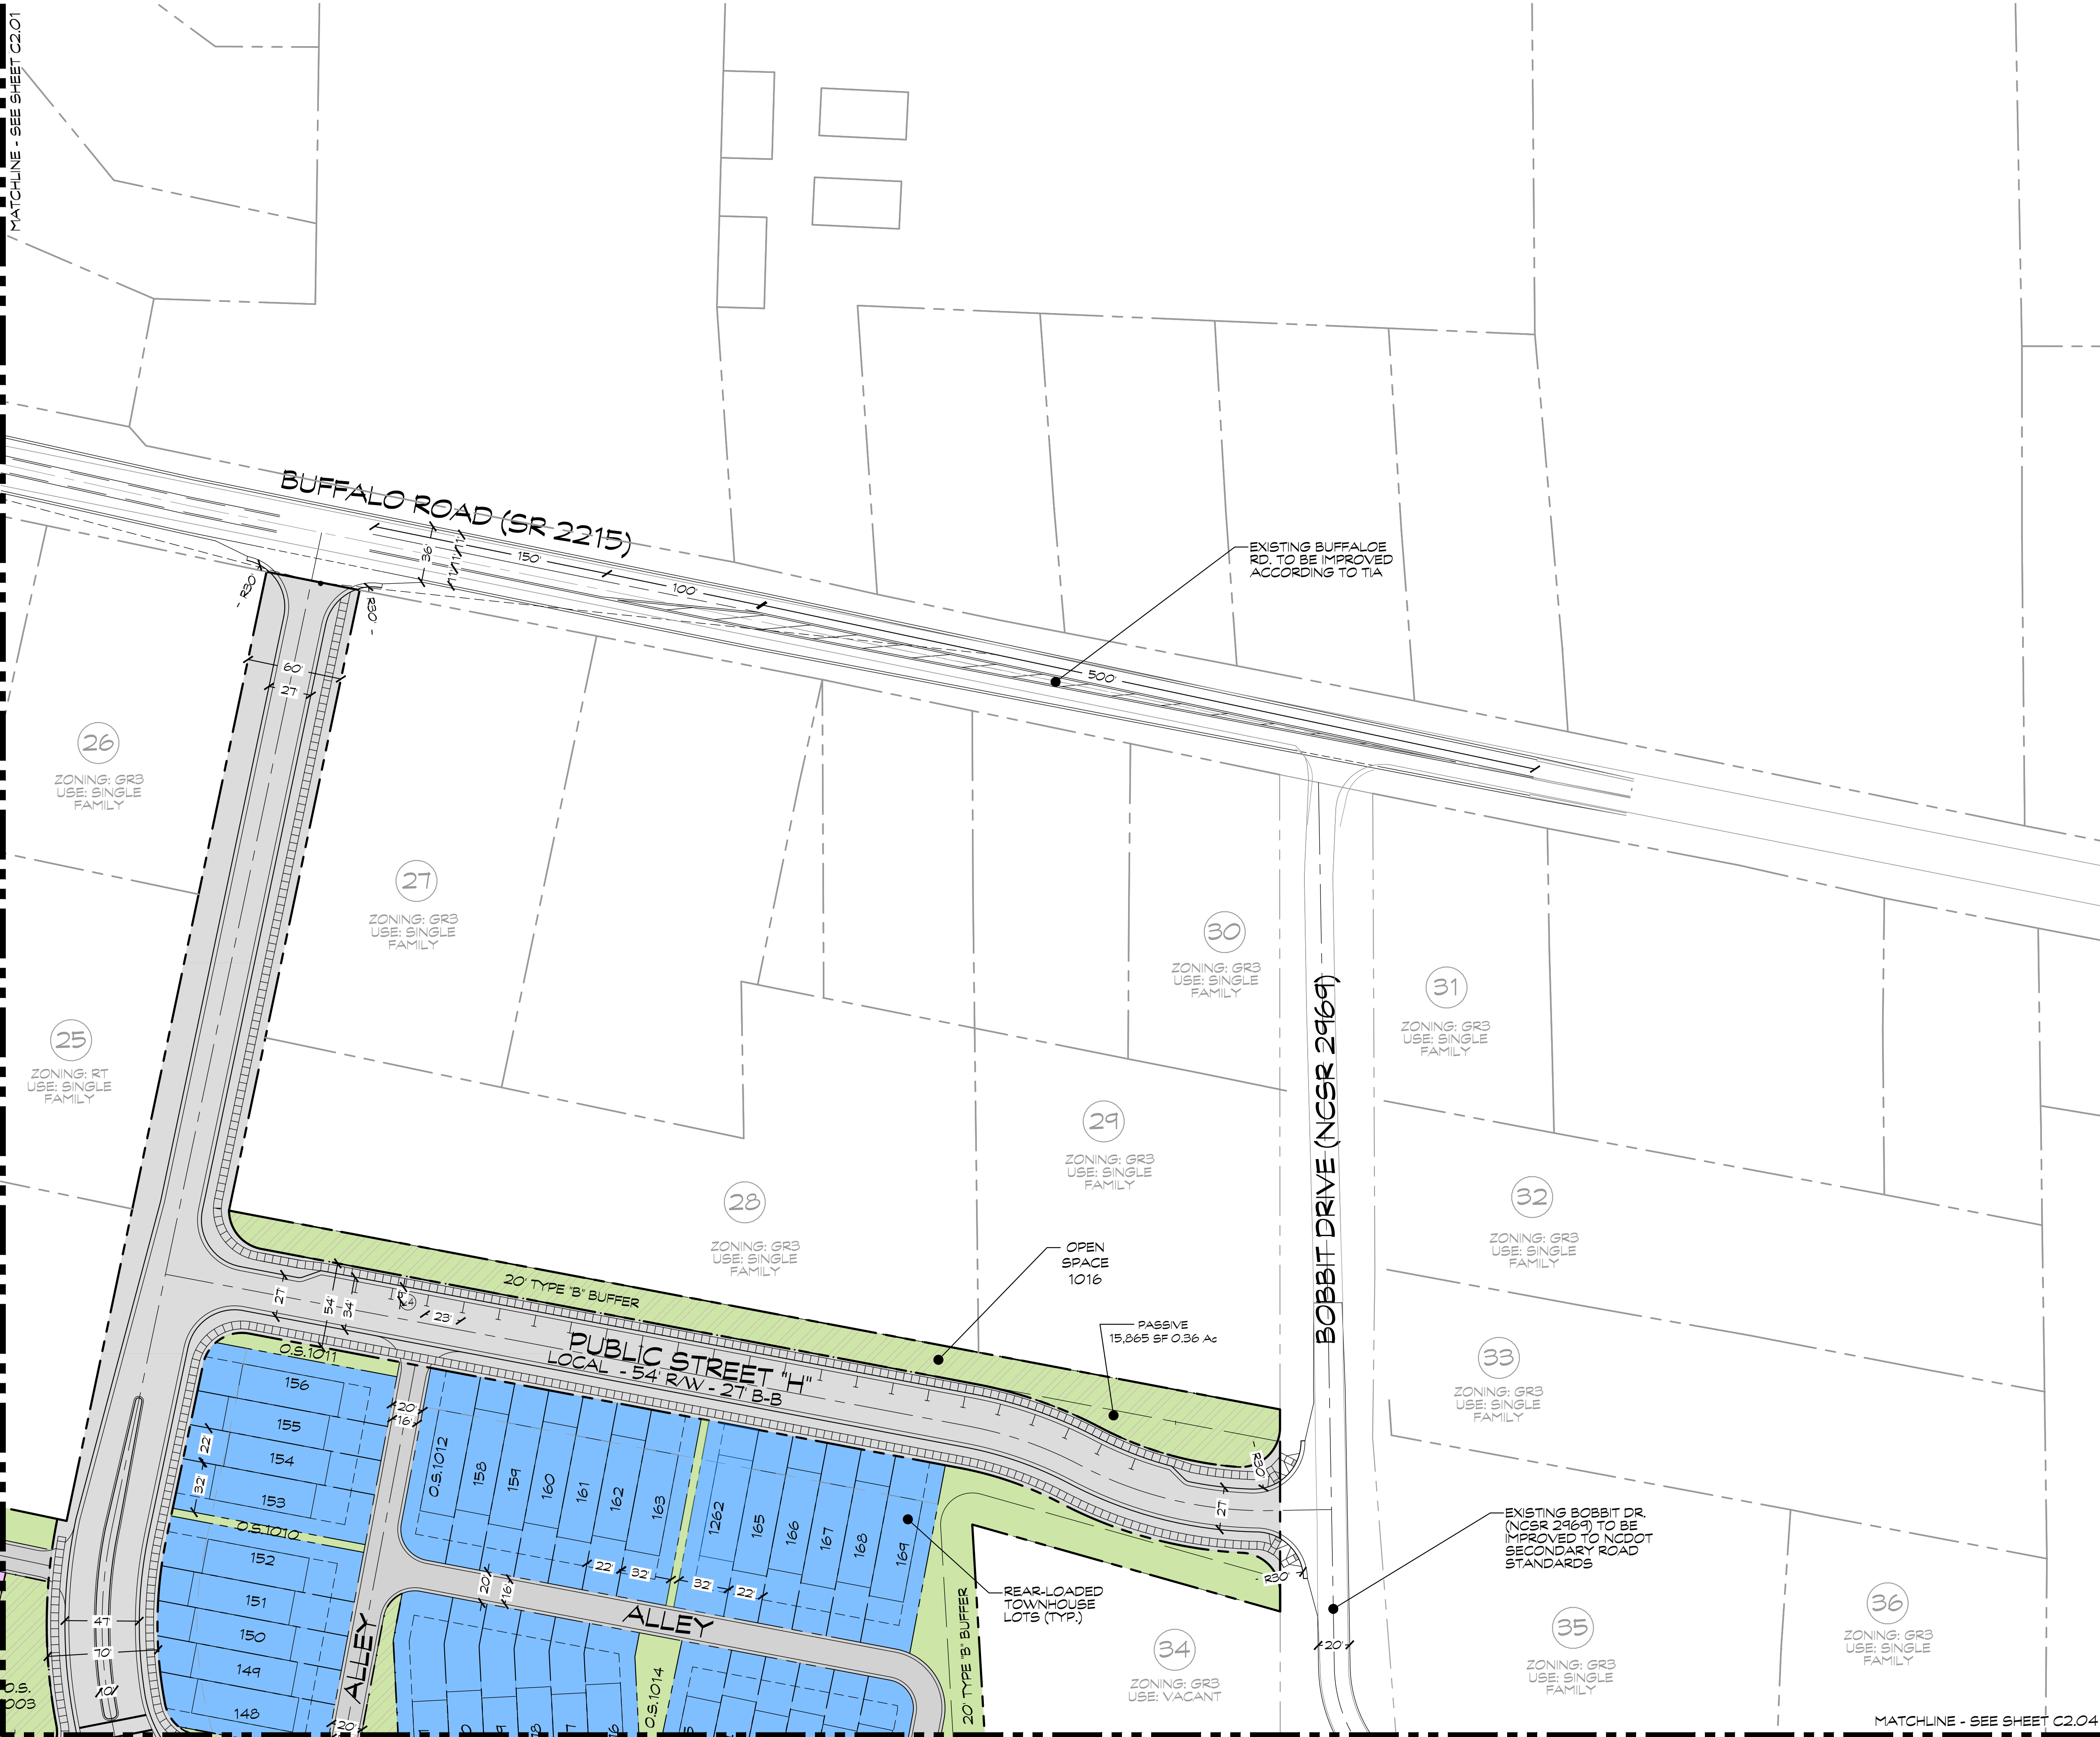 MATCHLINE - SEE SHEET C2.01
BUFFALO ROAD (SR 2215)
36'
11'
11'
11'
150'
100'
500'
EXISTING BUFFALOE
RD. TO BE IMPROVED
ACCORDING TO TIA
R30'
R30'
60'
27'
26
ZONING: GR3
USE: SINGLE
FAMILY
27
ZONING: GR3
USE: SINGLE
FAMILY
30
ZONING: GR3
USE: SINGLE
FAMILY
31
ZONING: GR3
USE: SINGLE
FAMILY
25
ZONING: RT
USE: SINGLE
FAMILY
BOBBIT DRIVE (NCSR 2969)
29
ZONING: GR3
USE: SINGLE
FAMILY
28
ZONING: GR3
USE: SINGLE
FAMILY
32
ZONING: GR3
USE: SINGLE
FAMILY
33
ZONING: GR3
USE: SINGLE
FAMILY
OPEN
SPACE
1016
PASSIVE
15,865 SF 0.36 Ac
20' TYPE "B" BUFFER
27'
54'
34'
23'
PUBLIC STREET "H"
LOCAL - 54' R/W - 27' B-B
O.S.1011
156
155
154
153
22'
32'
O.S.1010
152
151
150
149
148
20'
16'
O.S.1012
158
159
160
161
162
163
1262
165
166
167
168
169
22'
32'
32'
22'
20'
16'
ALLEY
ALLEY
20'
O.S.1014
REAR-LOADED
TOWNHOUSE
LOTS (TYP.)
20' TYPE "B" BUFFER
R30'
27'
R30'
EXISTING BOBBIT DR.
(NCSR 2969) TO BE
IMPROVED TO NCDOT
SECONDARY ROAD
STANDARDS
20'
34
ZONING: GR3
USE: VACANT
35
ZONING: GR3
USE: SINGLE
FAMILY
36
ZONING: GR3
USE: SINGLE
FAMILY
47'
70'
10'
O.S.
003
MATCHLINE - SEE SHEET C2.04